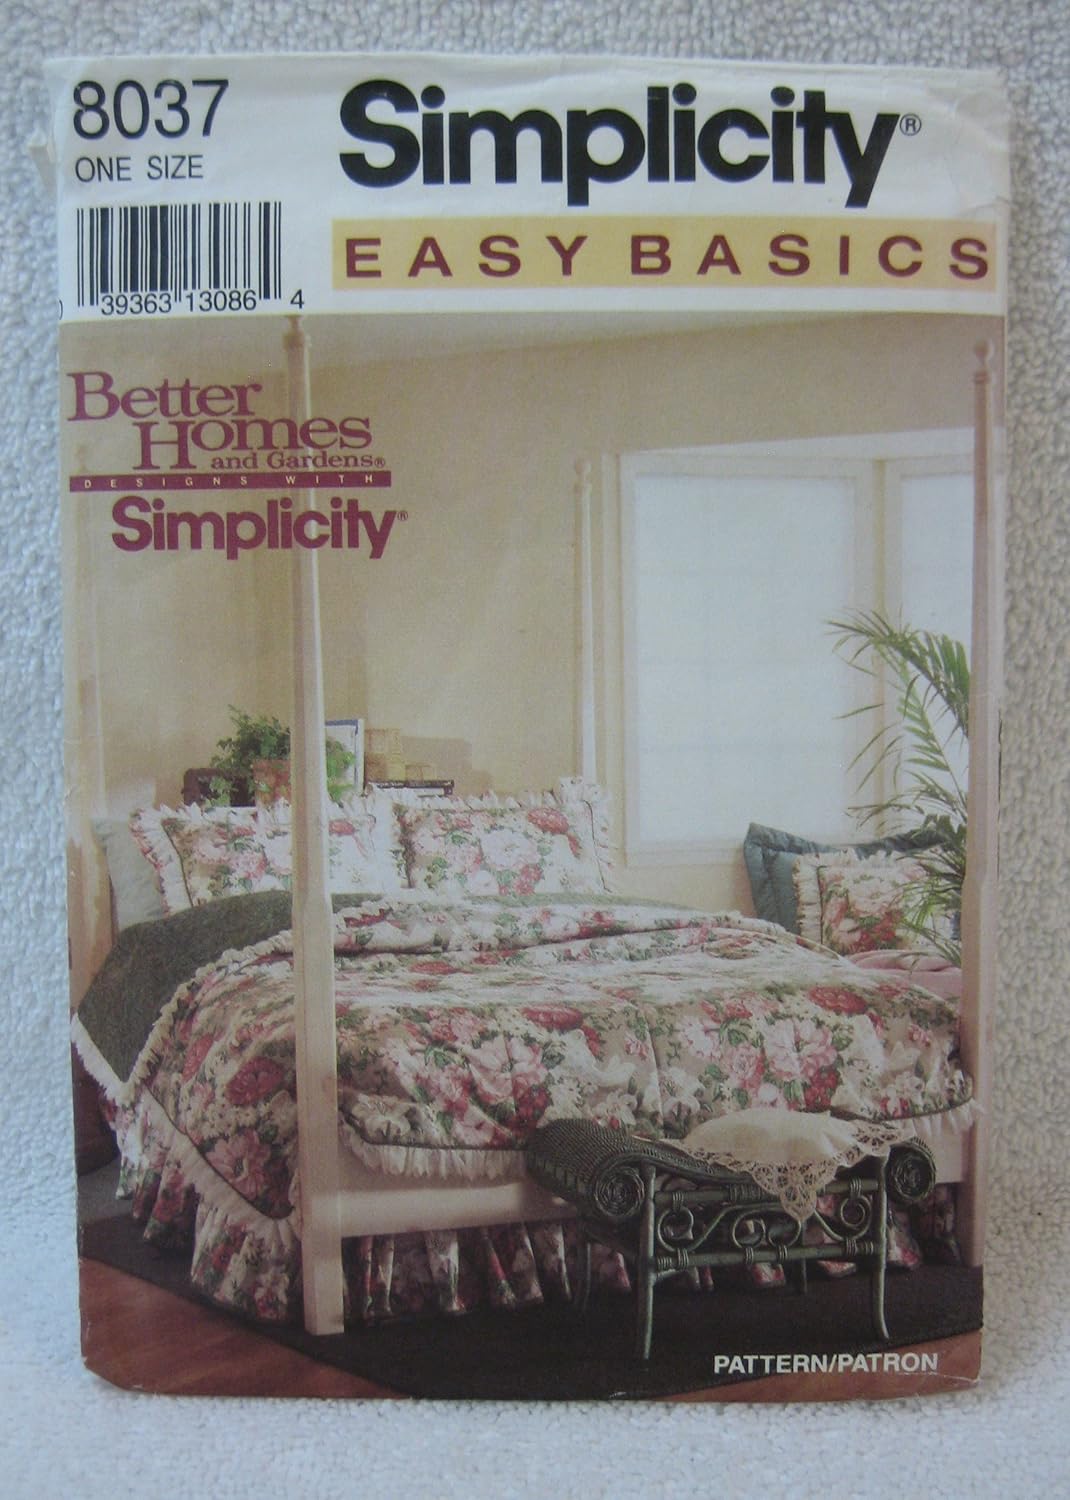 8037
ONE SIZE
39363 13086 4
Simplicity®
EASY BASICS
Better
Homes
and Gardens®
DESIGNS WITH
Simplicity®
PATTERN/PATRON